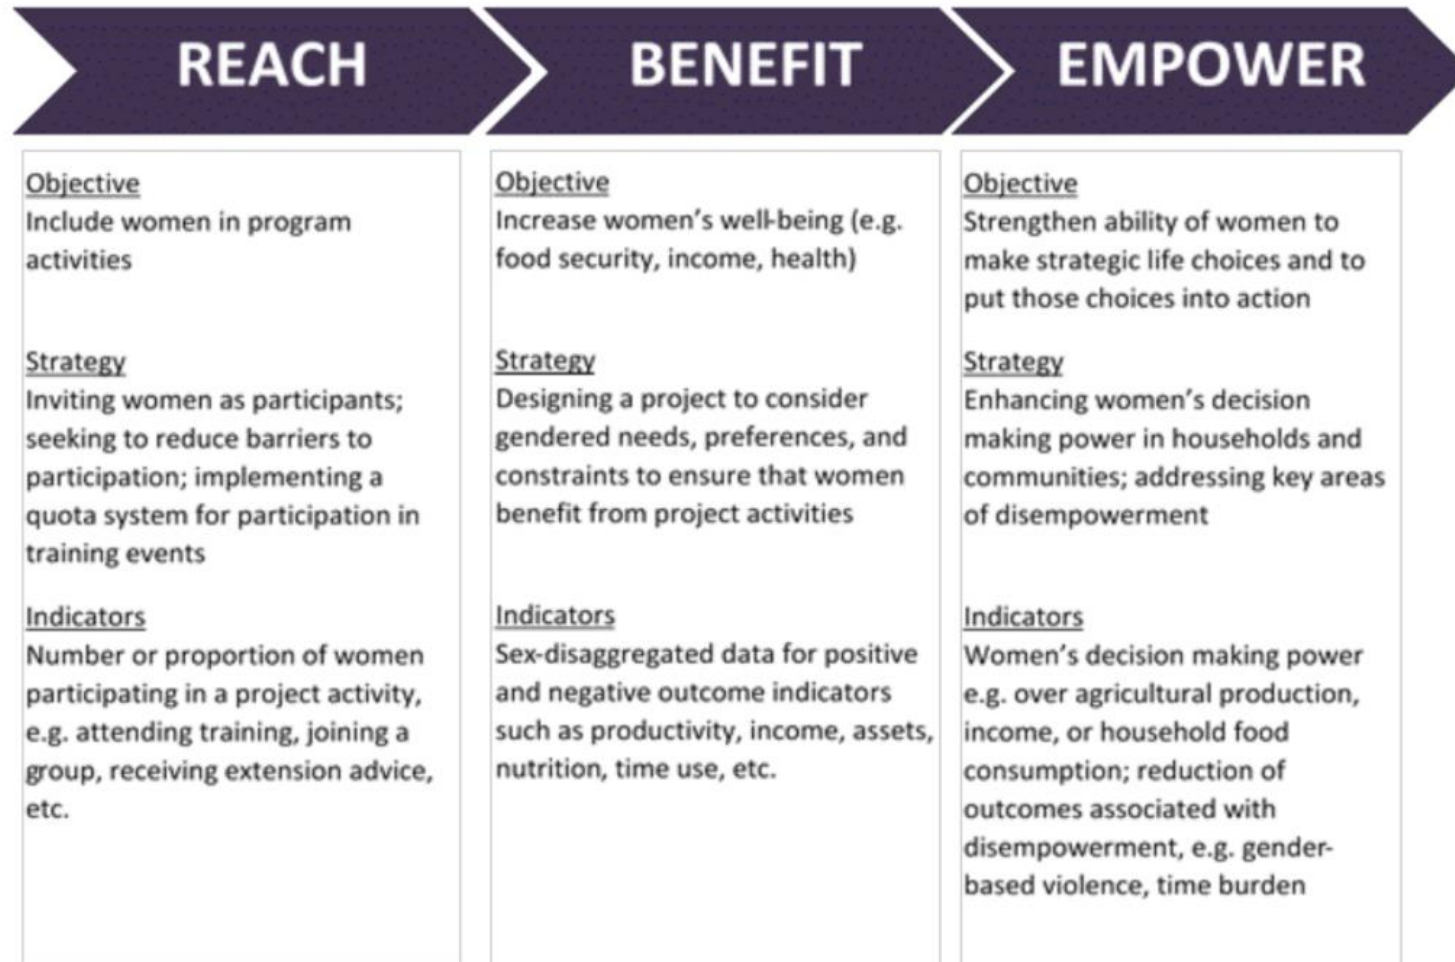 REACH
BENEFIT
EMPOWER
Objective
Include women in program
activities
Strategy
Inviting women as participants;
seeking to reduce barriers to
participation; implementing a
quota system for participation in
training events
Indicators
Number or proportion of women
participating in a project activity,
e.g. attending training, joining a
group, receiving extension advice,
etc.
Objective
Increase women's well-being (e.g.
food security, income, health)
Strategy
Designing a project to consider
gendered needs, preferences, and
constraints to ensure that women
benefit from project activities
Indicators
Sex-disaggregated data for positive
and negative outcome indicators
such as productivity, income, assets,
nutrition, time use, etc.
Objective
Strengthen ability of women to
make strategic life choices and to
put those choices into action
Strategy
Enhancing women's decision
making power in households and
communities; addressing key areas
of disempowerment
Indicators
Women's decision making power
e.g. over agricultural production,
income, or household food
consumption; reduction of
outcomes associated with
disempowerment, e.g. gender-
based violence, time burden